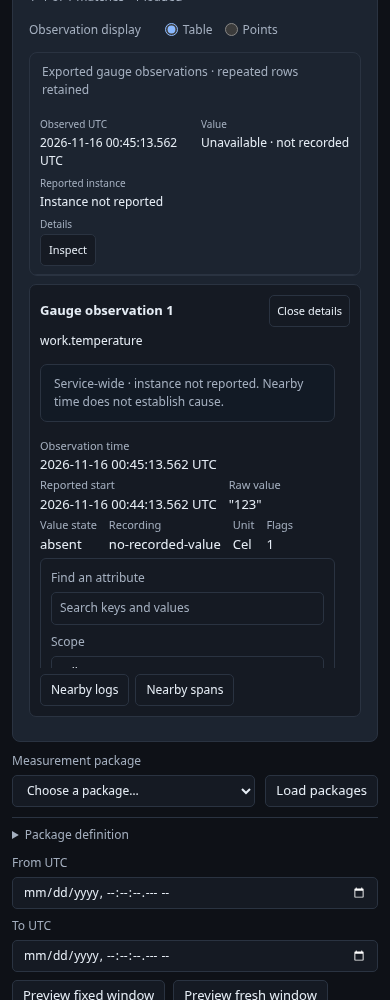 Observation display
Table
Points
Exported gauge observations · repeated rows
retained
Observed UTC
Value
2026-11-16 00:45:13.562
UTC
Unavailable · not recorded
Reported instance
Instance not reported
Details
Inspect
Gauge observation 1
Close details
work.temperature
Service-wide · instance not reported. Nearby
time does not establish cause.
Observation time
2026-11-16 00:45:13.562 UTC
Reported start
Raw value
2026-11-16 00:44:13.562 UTC
"123"
Value state
Recording
Unit
Flags
absent
no-recorded-value
Cel
1
Find an attribute
Search keys and values
Scope
Nearby logs
Nearby spans
Measurement package
Choose a package...
Load packages
Package definition
From UTC
mm/dd/yyyy, --:--:--.--- --
To UTC
mm/dd/yyyy, --:--:--.--- --
Preview fixed window
Preview fresh window